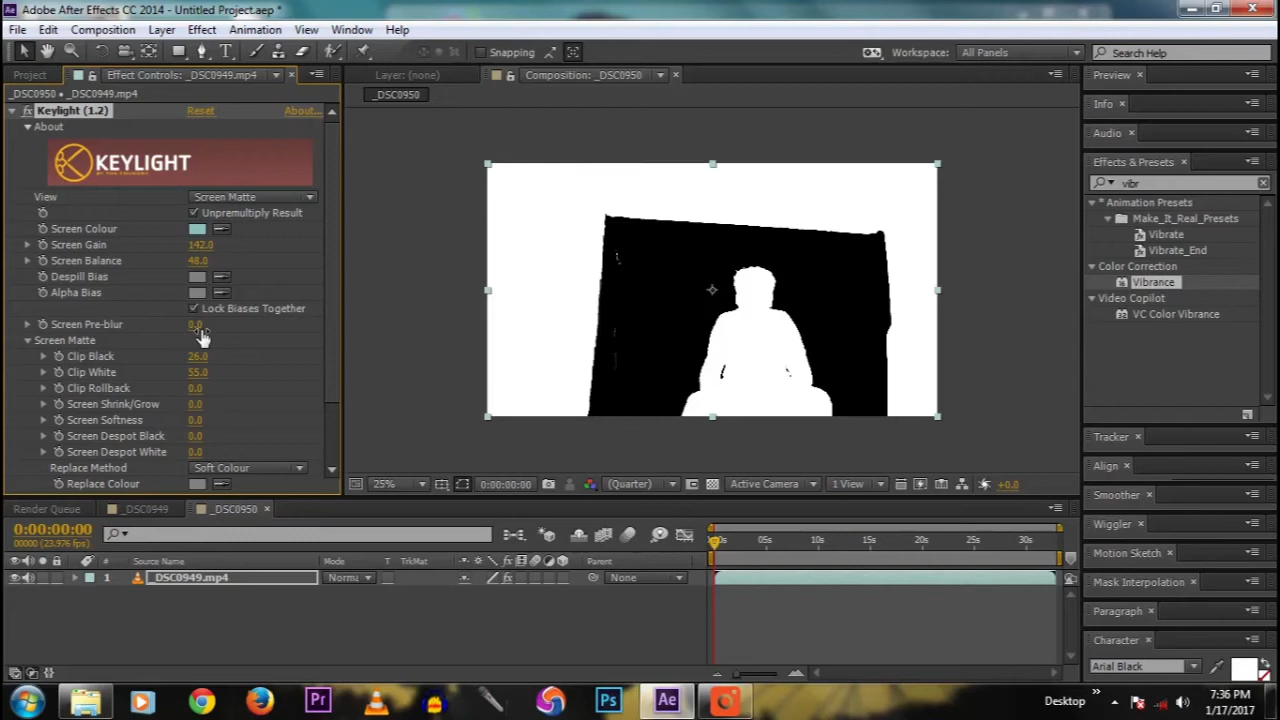 Adobe After Effects CC 2014 - Untitled Project.aep *
File Edit Composition Layer Effect Animation View Window Help
Snapping
Workspace: All Panels
Search Help
Project
Effect Controls: _DSC0949.mp4
Layer: (none)
Composition: _DSC0950
Preview
_DSC0950 • _DSC0949.mp4
_DSC0950
Info
Keylight (1.2) Reset About...
About
Audio
KEYLIGHT
Effects & Presets
vibr
View Screen Matte
Unpremultiply Result
Screen Colour
Screen Gain 142.0
Screen Balance 48.0
Despill Bias
Alpha Bias
Lock Biases Together
Screen Pre-blur 0.0
Screen Matte
Clip Black 26.0
Clip White 55.0
Clip Rollback 0.0
Screen Shrink/Grow 0.0
Screen Softness 0.0
Screen Despot Black 0.0
Screen Despot White 0.0
Replace Method Soft Colour
Replace Colour
* Animation Presets
Make_It_Real_Presets
Vibrate
Vibrate_End
Color Correction
Vibrance
Video Copilot
VC Color Vibrance
Tracker
Align
25% 0:00:00:00 (Quarter) Active Camera 1 View +0.0
Smoother
Wiggler
Motion Sketch
Mask Interpolation
Paragraph
Character
Arial Black
Render Queue _DSC0949 _DSC0950
0:00:00:00
00000 (23.976 fps)
05s 10s 15s 20s 25s 30s
# Source Name Mode T TrkMat Parent
1 _DSC0949.mp4 None
Desktop
7:36 PM
1/17/2017